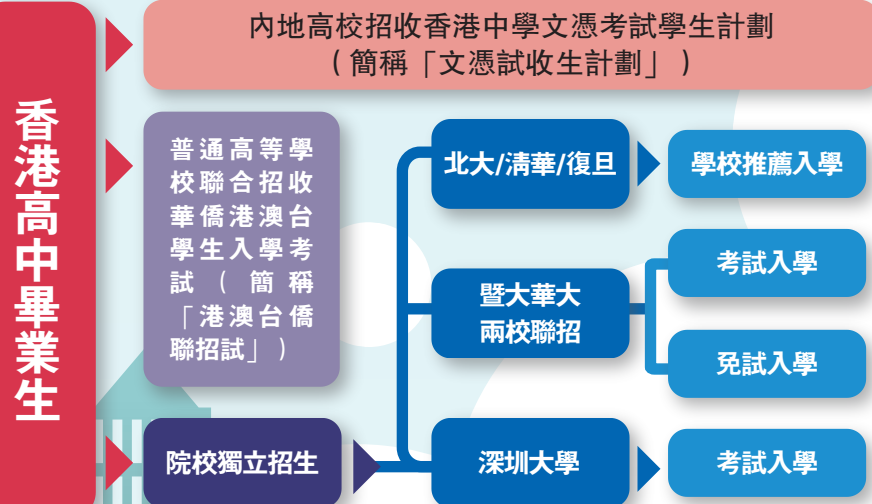 香港高中畢業生
內地高校招收香港中學文憑考試學生計劃
（簡稱「文憑試收生計劃」）
普通高等學
校聯合招收
華僑港澳台
學生入學考
試（簡稱
「港澳台僑
聯招試」）
院校獨立招生
北大/清華/復旦
學校推薦入學
暨大華大
兩校聯招
考試入學
免試入學
深圳大學
考試入學